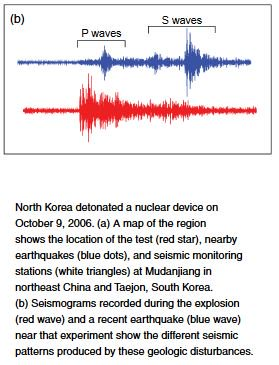 (b)
P waves
S waves
North Korea detonated a nuclear device on
October 9, 2006. (a) A map of the region
shows the location of the test (red star), nearby
earthquakes (blue dots), and seismic monitoring
stations (white triangles) at Mudanjiang in
northeast China and Taejon, South Korea.
(b) Seismograms recorded during the explosion
(red wave) and a recent earthquake (blue wave)
near that experiment show the different seismic
patterns produced by these geologic disturbances.